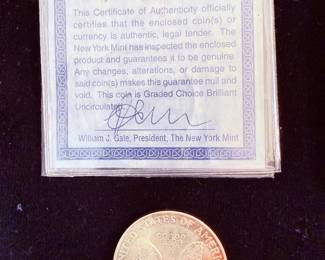 This Certificate of Authenticity officially
certifies that the enclosed coin(s) or
currency is authentic, legal tender. The
New York Mint has inspected the enclosed
product and guarantees it to be genuine.
Any changes, alterations, or damage to
said coin(s) makes this guarantee null and
void. This coin is Graded Choice Brilliant
Uncirculated.
William J. Gale, President, The New York Mint
UNITED STATES OF AMERICA